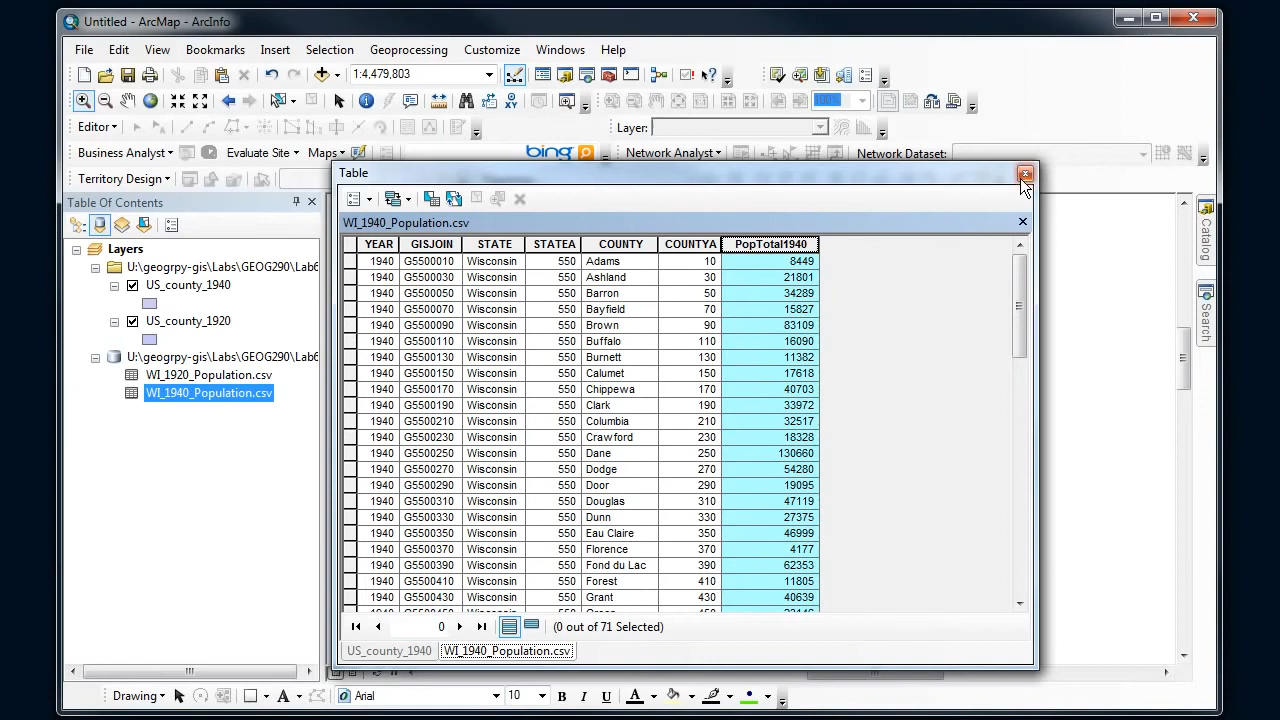 Untitled - ArcMap - ArcInfo
File Edit View Bookmarks Insert Selection Geoprocessing Customize Windows Help
1:4,479,803
100%
Editor Layer:
Business Analyst Evaluate Site Maps bing Network Analyst Network Dataset:
Territory Design
Table Of Contents
Layers
U:\geogrpy-gis\Labs\GEOG290\Lab6
US_county_1940
US_county_1920
U:\geogrpy-gis\Labs\GEOG290\Lab6
WI_1920_Population.csv
WI_1940_Population.csv
Table
WI_1940_Population.csv
YEAR GISJOIN STATE STATEA COUNTY COUNTYA PopTotal1940
1940 G5500010 Wisconsin 550 Adams 10 8449
1940 G5500030 Wisconsin 550 Ashland 30 21801
1940 G5500050 Wisconsin 550 Barron 50 34289
1940 G5500070 Wisconsin 550 Bayfield 70 15827
1940 G5500090 Wisconsin 550 Brown 90 83109
1940 G5500110 Wisconsin 550 Buffalo 110 16090
1940 G5500130 Wisconsin 550 Burnett 130 11382
1940 G5500150 Wisconsin 550 Calumet 150 17618
1940 G5500170 Wisconsin 550 Chippewa 170 40703
1940 G5500190 Wisconsin 550 Clark 190 33972
1940 G5500210 Wisconsin 550 Columbia 210 32517
1940 G5500230 Wisconsin 550 Crawford 230 18328
1940 G5500250 Wisconsin 550 Dane 250 130660
1940 G5500270 Wisconsin 550 Dodge 270 54280
1940 G5500290 Wisconsin 550 Door 290 19095
1940 G5500310 Wisconsin 550 Douglas 310 47119
1940 G5500330 Wisconsin 550 Dunn 330 27375
1940 G5500350 Wisconsin 550 Eau Claire 350 46999
1940 G5500370 Wisconsin 550 Florence 370 4177
1940 G5500390 Wisconsin 550 Fond du Lac 390 62353
1940 G5500410 Wisconsin 550 Forest 410 11805
1940 G5500430 Wisconsin 550 Grant 430 40639
0 (0 out of 71 Selected)
US_county_1940 WI_1940_Population.csv
Catalog
Search
Drawing A Arial 10 B I U A